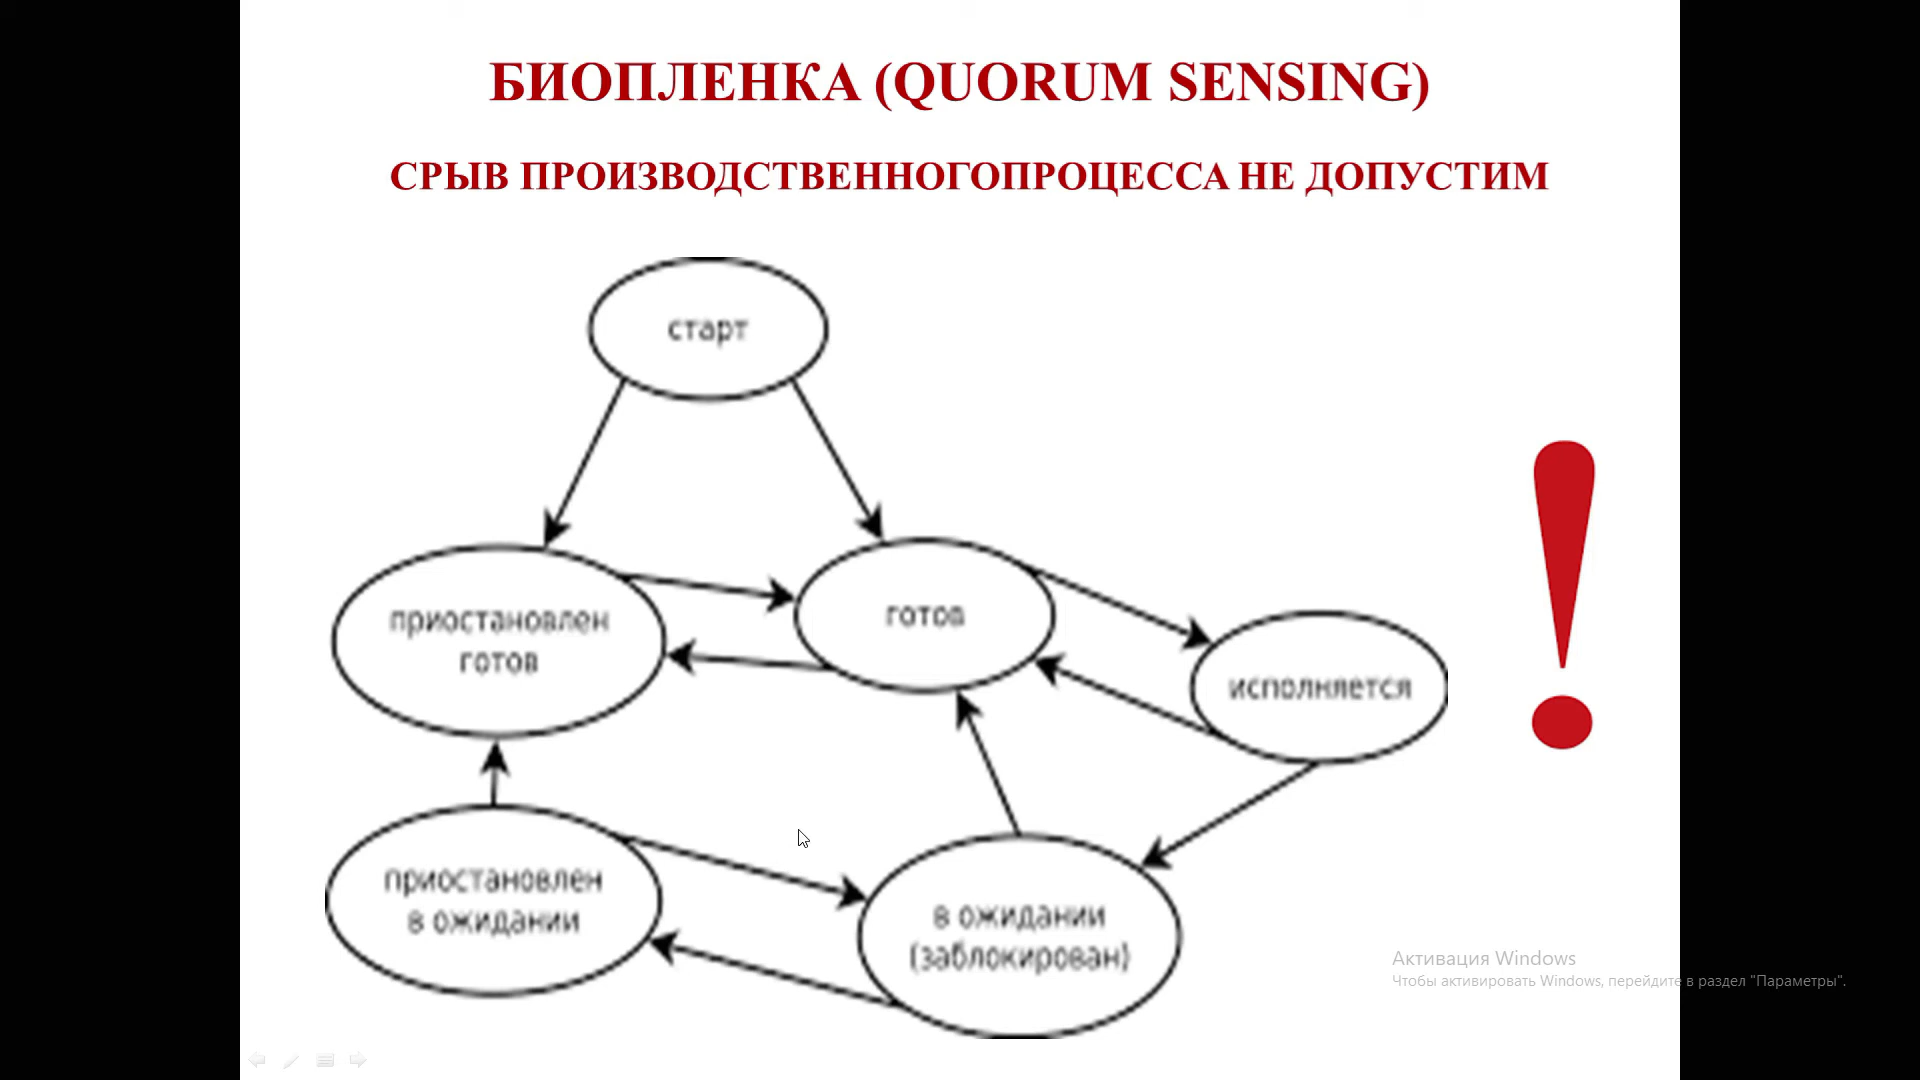 БИОПЛЕНКА (QUORUM SENSING)
СРЫВ ПРОИЗВОДСТВЕННОГОПРОЦЕССА НЕ ДОПУСТИМ
старт
приостановлен
готов
готов
исполняется
приостановлен
в ожидании
в ожидании
(заблокирован)
Активация Windows
Чтобы активировать Windows, перейдите в раздел "Параметры".